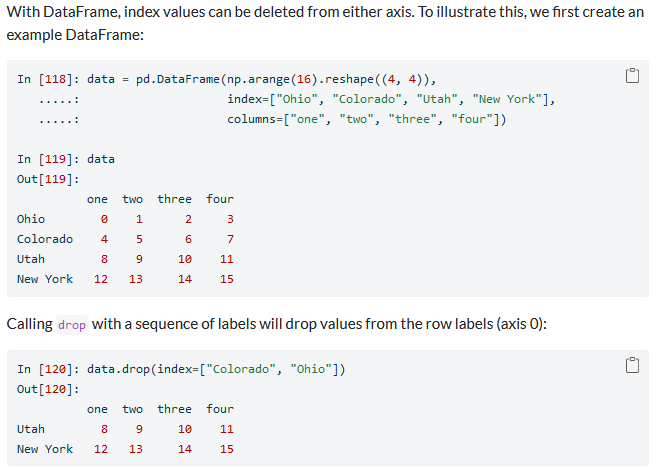 With DataFrame, index values can be deleted from either axis. To illustrate this, we first create an
example DataFrame:
In [118]: data = pd.DataFrame(np.arange(16).reshape((4, 4)),
.....:                     index=["Ohio", "Colorado", "Utah", "New York"],
.....:                     columns=["one", "two", "three", "four"])
In [119]: data
Out[119]:
          one  two  three  four
Ohio        0    1      2     3
Colorado    4    5      6     7
Utah        8    9     10    11
New York   12   13     14    15
Calling drop with a sequence of labels will drop values from the row labels (axis 0):
In [120]: data.drop(index=["Colorado", "Ohio"])
Out[120]:
          one  two  three  four
Utah        8    9     10    11
New York   12   13     14    15